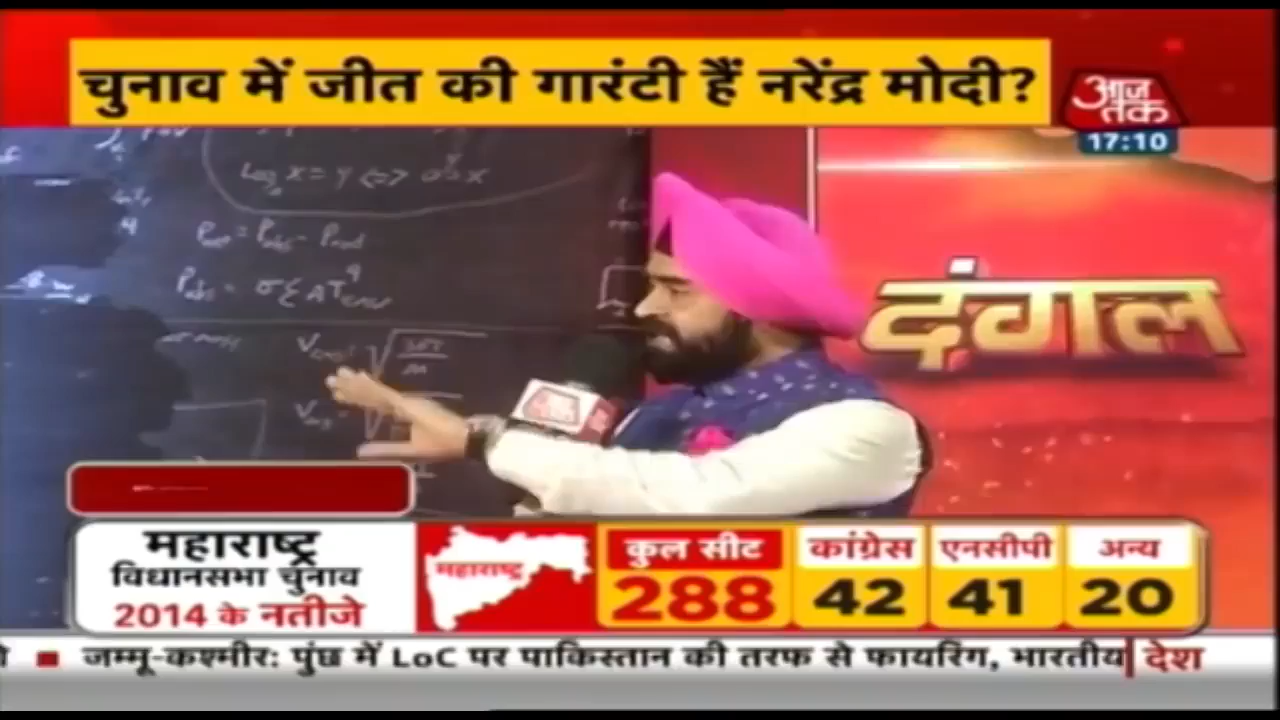 चुनाव में जीत की गारंटी हैं नरेंद्र मोदी?
आज तक
17:10
दंगल
महाराष्ट्र
विधानसभा चुनाव
2014 के नतीजे
महाराष्ट्र
कुल सीट
288
कांग्रेस
42
एनसीपी
41
अन्य
20
जम्मू-कश्मीर: पुंछ में LoC पर पाकिस्तान की तरफ से फायरिंग, भारतीय
देश